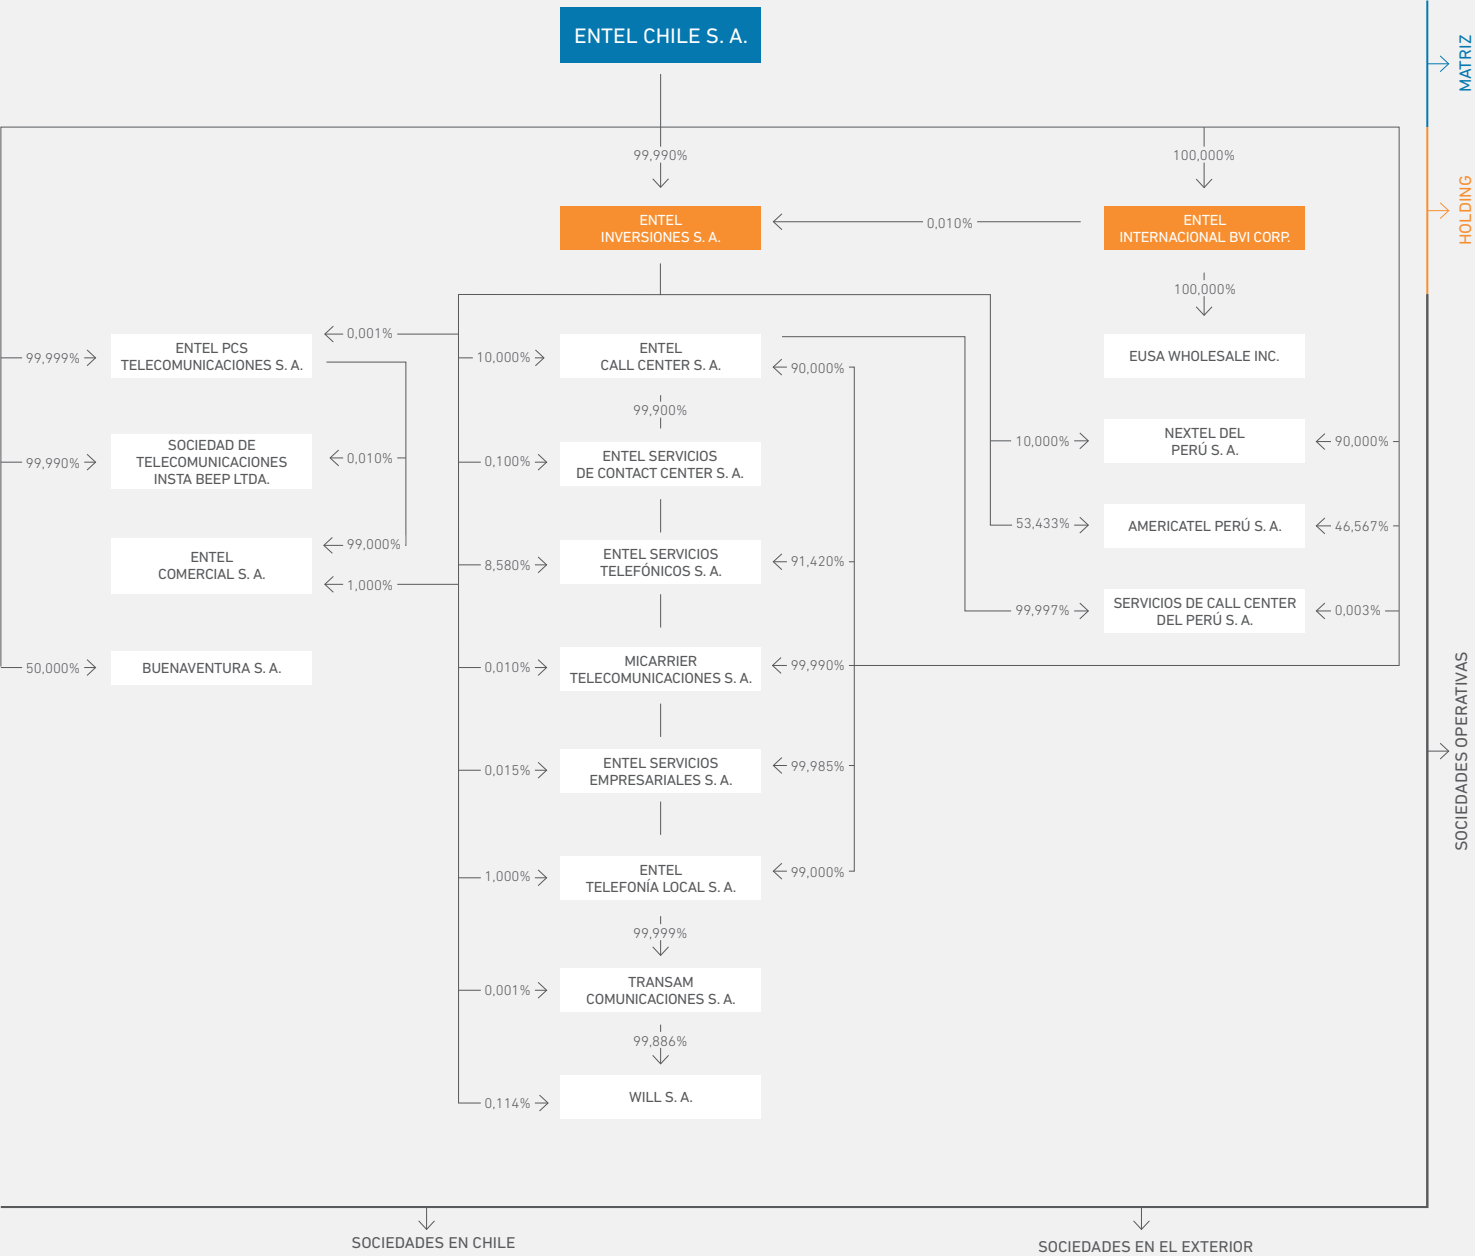 ENTEL CHILE S. A.
MATRIZ
99,990%
100,000%
HOLDING
ENTEL
INVERSIONES S. A.
0,010%
ENTEL
INTERNACIONAL BVI CORP.
100,000%
0,001%
99,999%
ENTEL PCS
TELECOMUNICACIONES S. A.
10,000%
ENTEL
CALL CENTER S. A.
90,000%
EUSA WHOLESALE INC.
99,900%
99,990%
SOCIEDAD DE
TELECOMUNICACIONES
INSTA BEEP LTDA.
0,010%
0,100%
ENTEL SERVICIOS
DE CONTACT CENTER S. A.
10,000%
NEXTEL DEL
PERÚ S. A.
90,000%
53,433%
AMERICATEL PERÚ S. A.
46,567%
ENTEL
COMERCIAL S. A.
99,000%
1,000%
8,580%
ENTEL SERVICIOS
TELEFÓNICOS S. A.
91,420%
99,997%
SERVICIOS DE CALL CENTER
DEL PERÚ S. A.
0,003%
50,000%
BUENAVENTURA S. A.
0,010%
MICARRIER
TELECOMUNICACIONES S. A.
99,990%
SOCIEDADES OPERATIVAS
0,015%
ENTEL SERVICIOS
EMPRESARIALES S. A.
99,985%
1,000%
ENTEL
TELEFONÍA LOCAL S. A.
99,000%
99,999%
0,001%
TRANSAM
COMUNICACIONES S. A.
99,886%
0,114%
WILL S. A.
SOCIEDADES EN CHILE
SOCIEDADES EN EL EXTERIOR